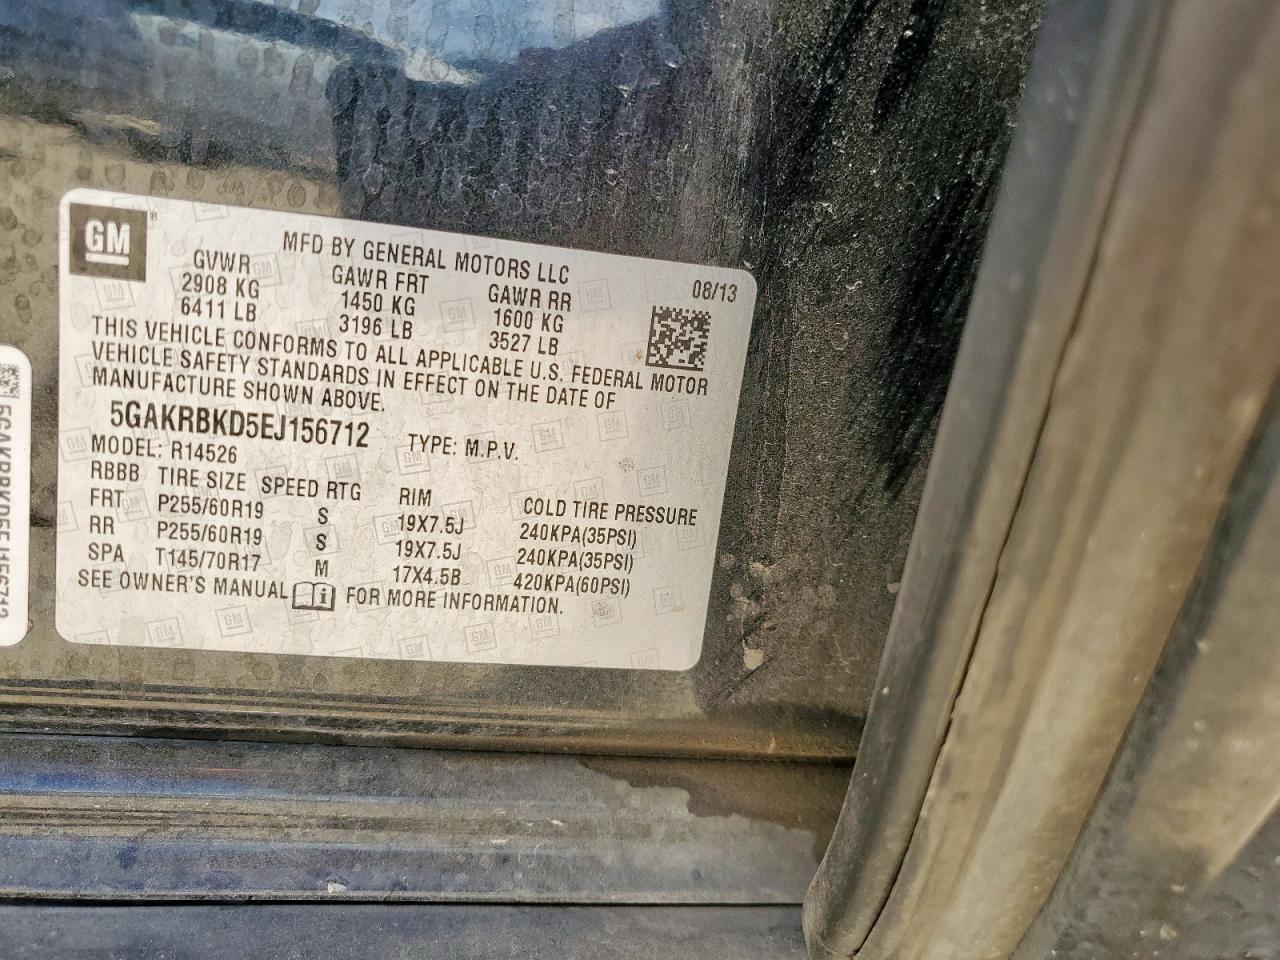 GM®
MFD BY GENERAL MOTORS LLC
08/13
GVWR GAWR FRT GAWR RR
2908 KG 1450 KG 1600 KG
6411 LB 3196 LB 3527 LB
THIS VEHICLE CONFORMS TO ALL APPLICABLE U.S. FEDERAL MOTOR
VEHICLE SAFETY STANDARDS IN EFFECT ON THE DATE OF
MANUFACTURE SHOWN ABOVE.
5GAKRBKD5EJ156712 TYPE: M.P.V.
MODEL: R14526
RBBB TIRE SIZE SPEED RTG RIM COLD TIRE PRESSURE
FRT P255/60R19 S 19X7.5J 240KPA(35PSI)
RR P255/60R19 S 19X7.5J 240KPA(35PSI)
SPA T145/70R17 M 17X4.5B 420KPA(60PSI)
SEE OWNER'S MANUAL i FOR MORE INFORMATION.
5GAKRBKD5EJ156712